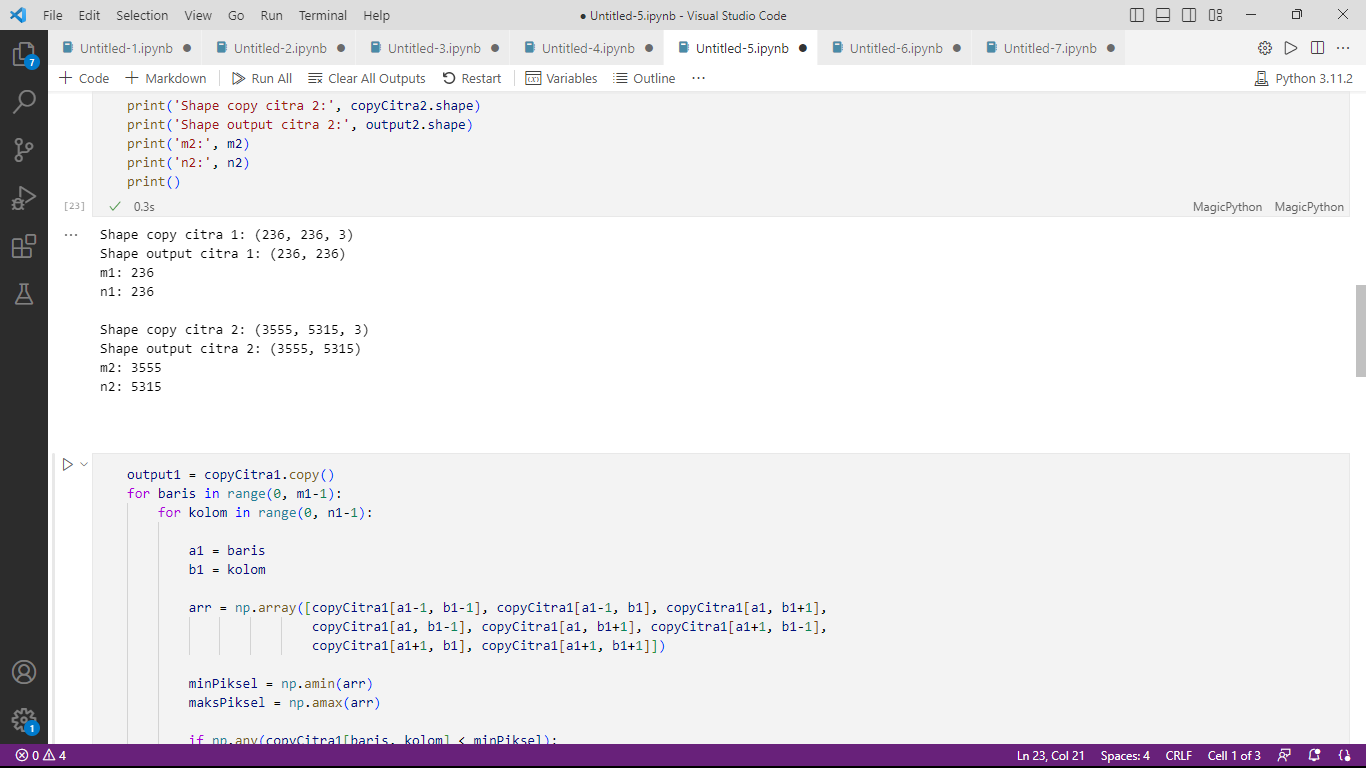 File Edit Selection View Go Run Terminal Help ● Untitled-5.ipynb - Visual Studio Code
Untitled-1.ipynb Untitled-2.ipynb Untitled-3.ipynb Untitled-4.ipynb Untitled-5.ipynb Untitled-6.ipynb Untitled-7.ipynb
7
+ Code + Markdown Run All Clear All Outputs Restart Variables Outline ... Python 3.11.2
print('Shape copy citra 2:', copyCitra2.shape)
print('Shape output citra 2:', output2.shape)
print('m2:', m2)
print('n2:', n2)
print()
[23] ✓ 0.3s MagicPython MagicPython
... Shape copy citra 1: (236, 236, 3)
Shape output citra 1: (236, 236)
m1: 236
n1: 236
Shape copy citra 2: (3555, 5315, 3)
Shape output citra 2: (3555, 5315)
m2: 3555
n2: 5315
output1 = copyCitra1.copy()
for baris in range(0, m1-1):
for kolom in range(0, n1-1):
a1 = baris
b1 = kolom
arr = np.array([copyCitra1[a1-1, b1-1], copyCitra1[a1-1, b1], copyCitra1[a1, b1+1],
copyCitra1[a1, b1-1], copyCitra1[a1, b1+1], copyCitra1[a1+1, b1-1],
copyCitra1[a1+1, b1], copyCitra1[a1+1, b1+1]])
minPiksel = np.amin(arr)
maksPiksel = np.amax(arr)
if np.any(copyCitra1[baris, kolom] < minPiksel):
1
0 4 Ln 23, Col 21 Spaces: 4 CRLF Cell 1 of 3